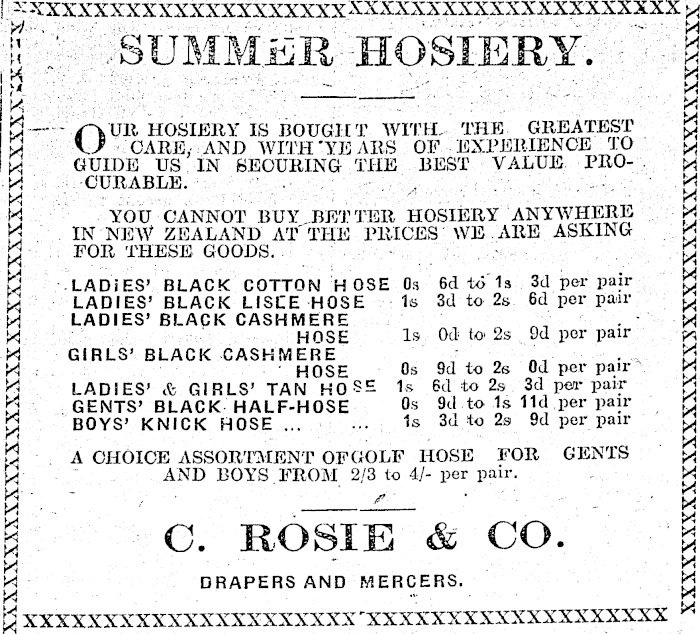 SUMMER HOSIERY.
OUR HOSIERY IS BOUGHT WITH THE GREATEST
CARE, AND WITH YEARS OF EXPERIENCE TO
GUIDE US IN SECURING THE BEST VALUE PRO-
CURABLE.
YOU CANNOT BUY BETTER HOSIERY ANYWHERE
IN NEW ZEALAND AT THE PRICES WE ARE ASKING
FOR THESE GOODS.
LADIES' BLACK COTTON HOSE 0s 6d to 1s 3d per pair
LADIES' BLACK LISLE HOSE 1s 3d to 2s 6d per pair
LADIES' BLACK CASHMERE
HOSE 1s 0d to 2s 9d per pair
GIRLS' BLACK CASHMERE
HOSE 0s 9d to 2s 0d per pair
LADIES' & GIRLS' TAN HOSE 1s 6d to 2s 3d per pair
GENTS' BLACK HALF-HOSE 0s 9d to 1s 11d per pair
BOYS' KNICK HOSE ... ... 1s 3d to 2s 9d per pair
A CHOICE ASSORTMENT OF GOLF HOSE FOR GENTS
AND BOYS FROM 2/3 to 4/- per pair.
C. ROSIE & CO.
DRAPERS AND MERCERS.